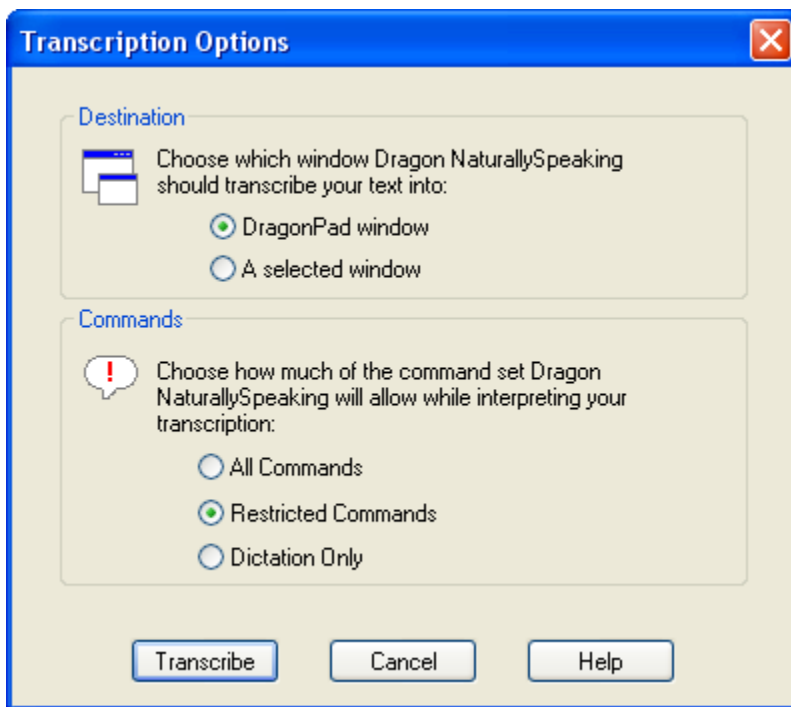 Transcription Options
Destination
Choose which window Dragon NaturallySpeaking
should transcribe your text into:
DragonPad window
A selected window
Commands
Choose how much of the command set Dragon
NaturallySpeaking will allow while interpreting your
transcription:
All Commands
Restricted Commands
Dictation Only
Transcribe Cancel Help